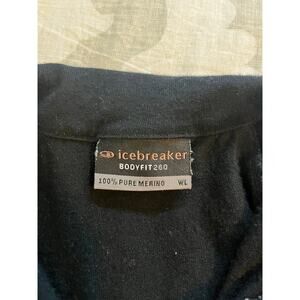 icebreaker
BODYFIT260
100% PURE MERINO WL